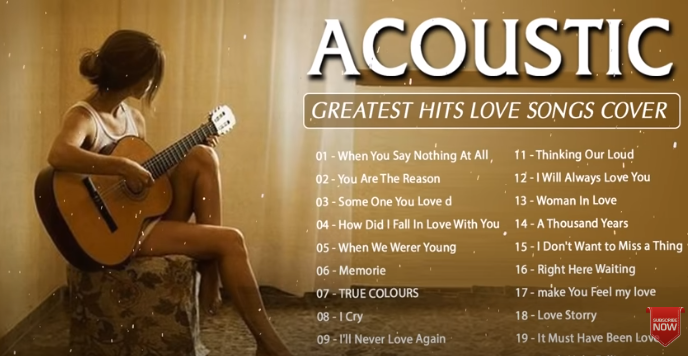 ACOUSTIC
GREATEST HITS LOVE SONGS COVER
01 - When You Say Nothing At All
02 - You Are The Reason
03 - Some One You Love d
04 - How Did I Fall In Love With You
05 - When We Werer Young
06 - Memorie
07 - TRUE COLOURS
08 - I Cry
09 - I'll Never Love Again
11 - Thinking Our Loud
12 - I Will Always Love You
13 - Woman In Love
14 - A Thousand Years
15 - I Don't Want to Miss a Thing
16 - Right Here Waiting
17 - make You Feel my love
18 - Love Storry
19 - It Must Have Been Love
SUBSCRIBE
NOW